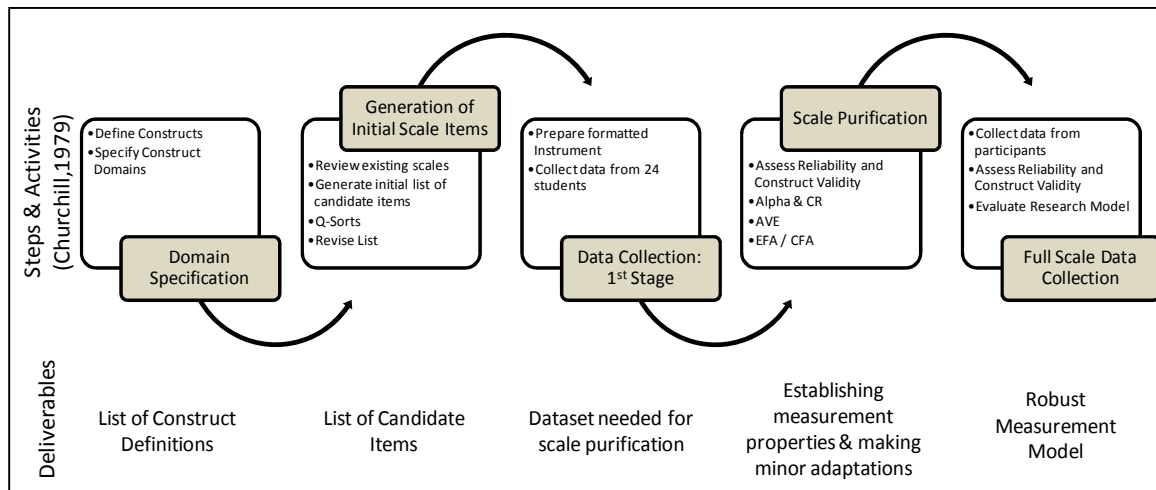 Steps & Activities
(Churchill,1979)
•Define Constructs
•Specify Construct
Domains
Domain
Specification
Generation of
Initial Scale Items
•Review existing scales
•Generate initial list of
candidate items
•Q-Sorts
•Revise List
•Prepare formatted
Instrument
•Collect data from 24
students
Data Collection:
1st Stage
Scale Purification
•Assess Reliability and
Construct Validity
•Alpha & CR
•AVE
•EFA / CFA
•Collect data from
participants
•Assess Reliability and
Construct Validity
•Evaluate Research Model
Full Scale Data
Collection
Deliverables
List of Construct
Definitions
List of Candidate
Items
Dataset needed for
scale purification
Establishing
measurement
properties & making
minor adaptations
Robust
Measurement
Model